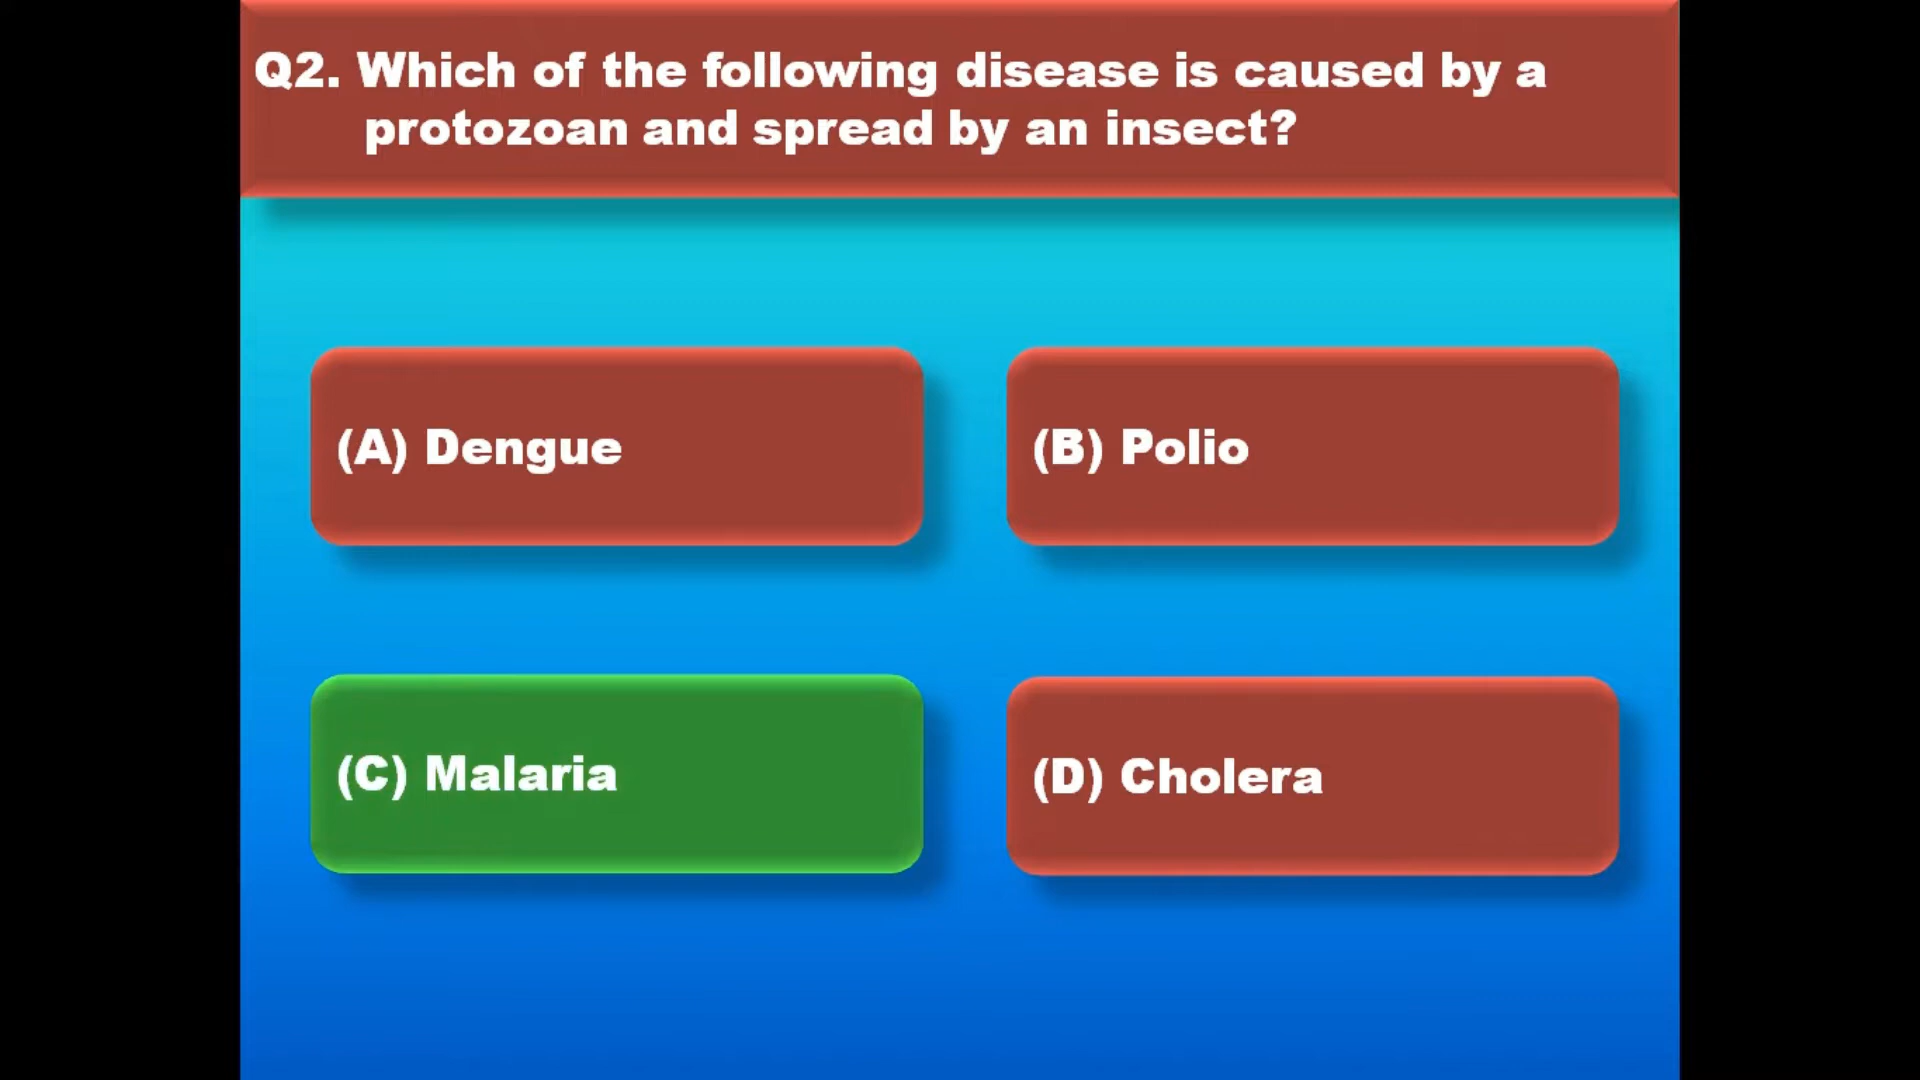 Q2. Which of the following disease is caused by a
protozoan and spread by an insect?
(A) Dengue
(B) Polio
(C) Malaria
(D) Cholera